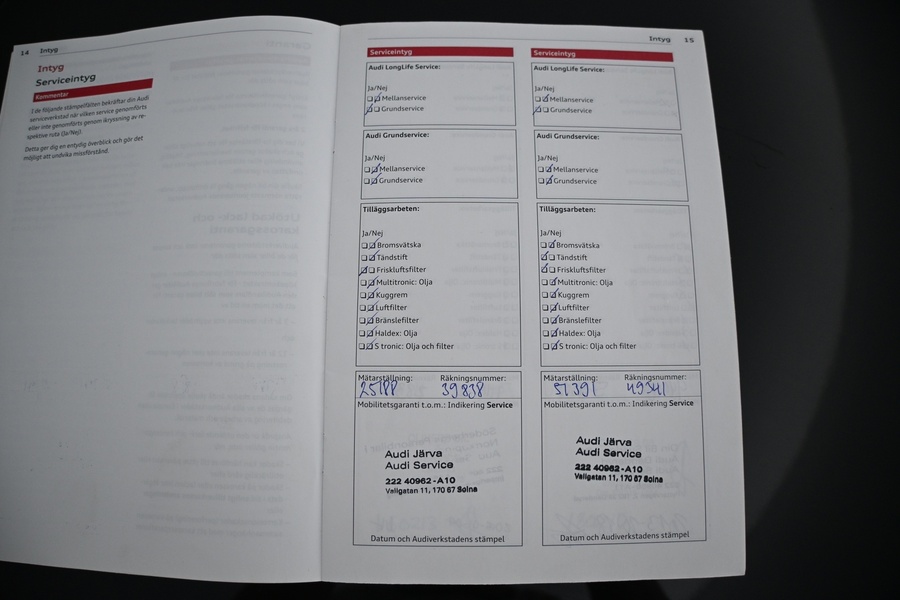 14 Intyg
Intyg
Serviceintyg
Kommentar
I de följande stämpelfälten bekräftar din Audi
serviceverkstad när vilken service genomförts
eller inte genomförts genom ikryssning av re-
spektive ruta (Ja/Nej).
Detta ger dig en entydig överblick och gör det
möjligt att undvika missförstånd.
Intyg 15
Serviceintyg
Audi LongLife Service:
Ja/Nej
Mellanservice
Grundservice
Audi Grundservice:
Ja/Nej
Mellanservice
Grundservice
Tilläggsarbeten:
Ja/Nej
Bromsvätska
Tändstift
Friskluftsfilter
Multitronic: Olja
Kuggrem
Luftfilter
Bränslefilter
Haldex: Olja
S tronic: Olja och filter
Mätarställning: Räkningsnummer:
25188 39838
Mobilitetsgaranti t.o.m.: Indikering Service
Audi Järva
Audi Service
222 40962-A10
Vallgatan 11, 170 67 Solna
Datum och Audiverkstadens stämpel
Serviceintyg
Audi LongLife Service:
Ja/Nej
Mellanservice
Grundservice
Audi Grundservice:
Ja/Nej
Mellanservice
Grundservice
Tilläggsarbeten:
Ja/Nej
Bromsvätska
Tändstift
Friskluftsfilter
Multitronic: Olja
Kuggrem
Luftfilter
Bränslefilter
Haldex: Olja
S tronic: Olja och filter
Mätarställning: Räkningsnummer:
51391 49341
Mobilitetsgaranti t.o.m.: Indikering Service
Audi Järva
Audi Service
222 40962-A10
Vallgatan 11, 170 67 Solna
Datum och Audiverkstadens stämpel